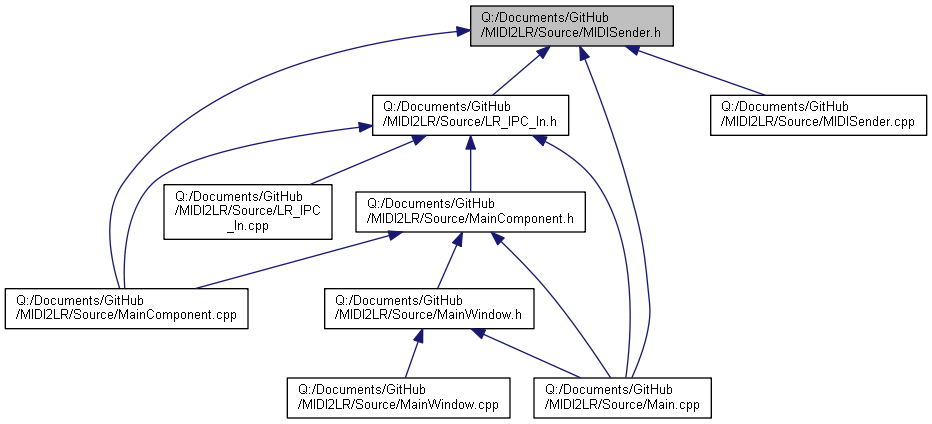 Q:/Documents/GitHub
/MIDI2LR/Source/MIDISender.h
Q:/Documents/GitHub
/MIDI2LR/Source/LR_IPC_In.h
Q:/Documents/GitHub
/MIDI2LR/Source/MIDISender.cpp
Q:/Documents/GitHub
/MIDI2LR/Source/LR_IPC
_In.cpp
Q:/Documents/GitHub
/MIDI2LR/Source/MainComponent.h
Q:/Documents/GitHub
/MIDI2LR/Source/MainComponent.cpp
Q:/Documents/GitHub
/MIDI2LR/Source/MainWindow.h
Q:/Documents/GitHub
/MIDI2LR/Source/MainWindow.cpp
Q:/Documents/GitHub
/MIDI2LR/Source/Main.cpp